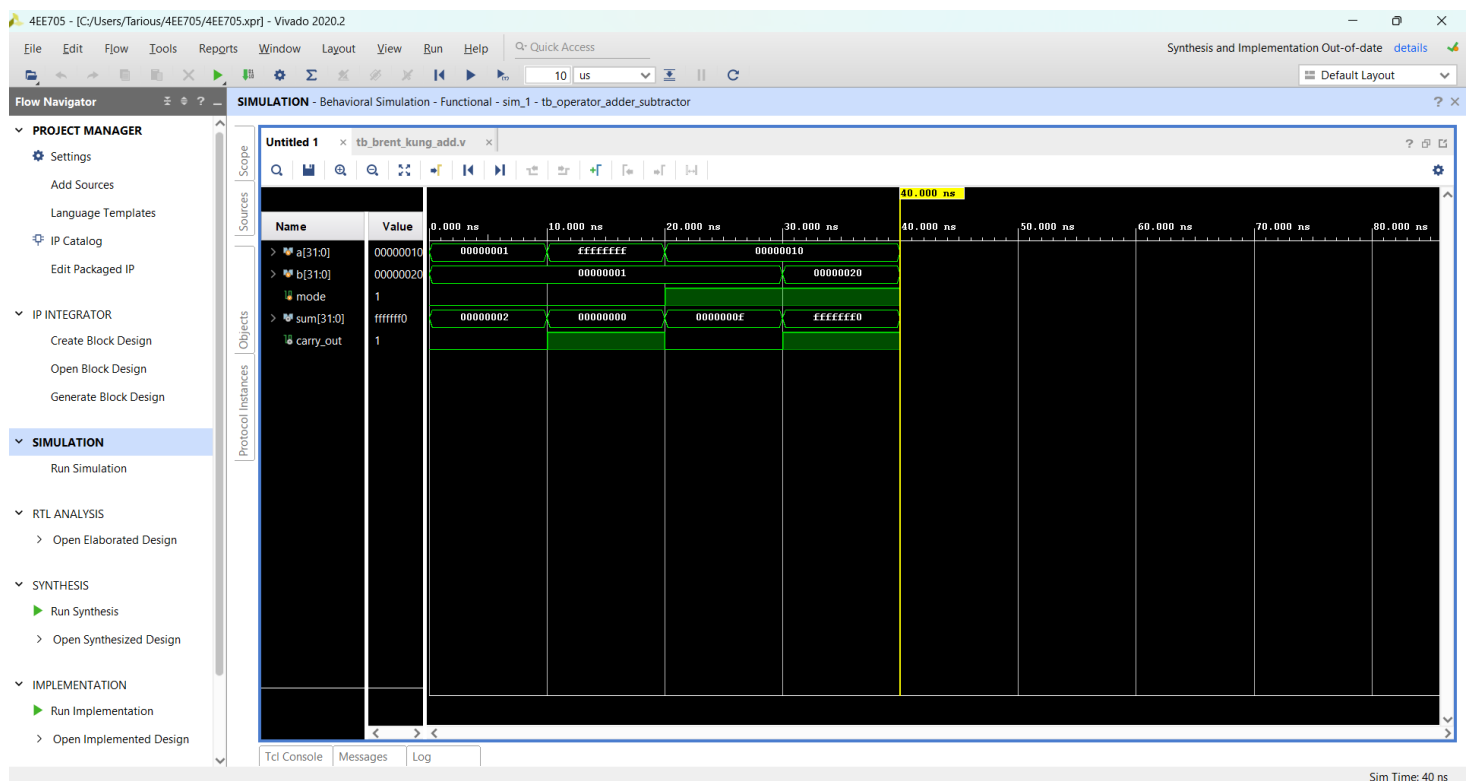 4EE705 - [C:/Users/Tarious/4EE705/4EE705.xpr] - Vivado 2020.2
File Edit Flow Tools Reports Window Layout View Run Help Quick Access Synthesis and Implementation Out-of-date details
10 us Default Layout
Flow Navigator
SIMULATION - Behavioral Simulation - Functional - sim_1 - tb_operator_adder_subtractor
PROJECT MANAGER
Settings
Add Sources
Language Templates
IP Catalog
Edit Packaged IP
IP INTEGRATOR
Create Block Design
Open Block Design
Generate Block Design
SIMULATION
Run Simulation
RTL ANALYSIS
Open Elaborated Design
SYNTHESIS
Run Synthesis
Open Synthesized Design
IMPLEMENTATION
Run Implementation
Open Implemented Design
Scope
Sources
Objects
Protocol Instances
Untitled 1 tb_brent_kung_add.v
40.000 ns
Name Value 0.000 ns 10.000 ns 20.000 ns 30.000 ns 40.000 ns 50.000 ns 60.000 ns 70.000 ns 80.000 ns
a[31:0] 00000010 00000001 ffffffff 00000010
b[31:0] 00000020 00000001 00000020
mode 1
sum[31:0] fffffff0 00000002 00000000 0000000f fffffff0
carry_out 1
Tcl Console Messages Log
Sim Time: 40 ns